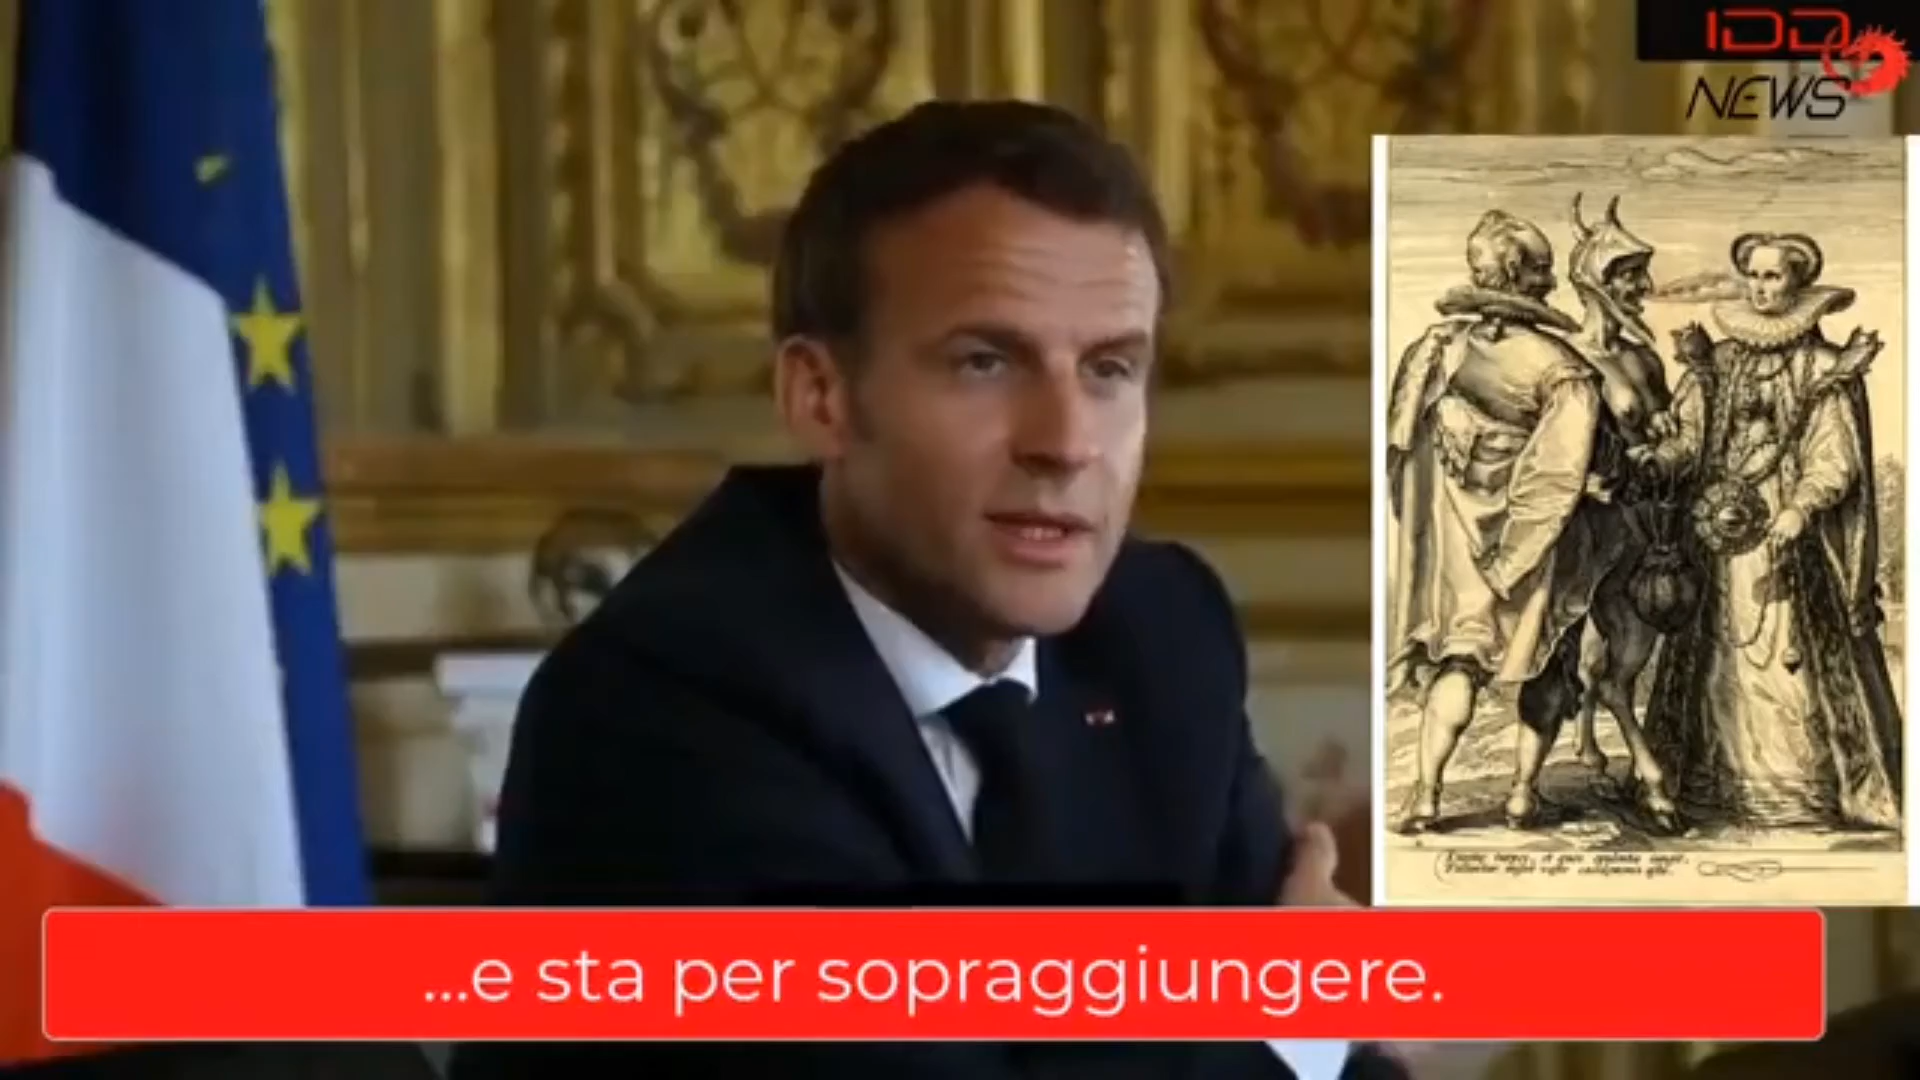 IDD
NEWS
...e sta per sopraggiungere.